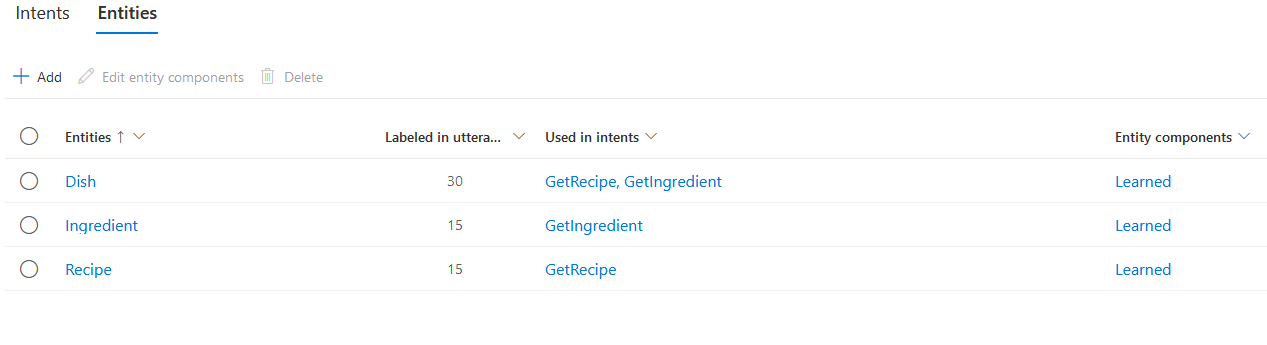 Intents Entities
Add Edit entity components Delete
Entities ↑ Labeled in uttera... Used in intents Entity components
Dish 30 GetRecipe, GetIngredient Learned
Ingredient 15 GetIngredient Learned
Recipe 15 GetRecipe Learned